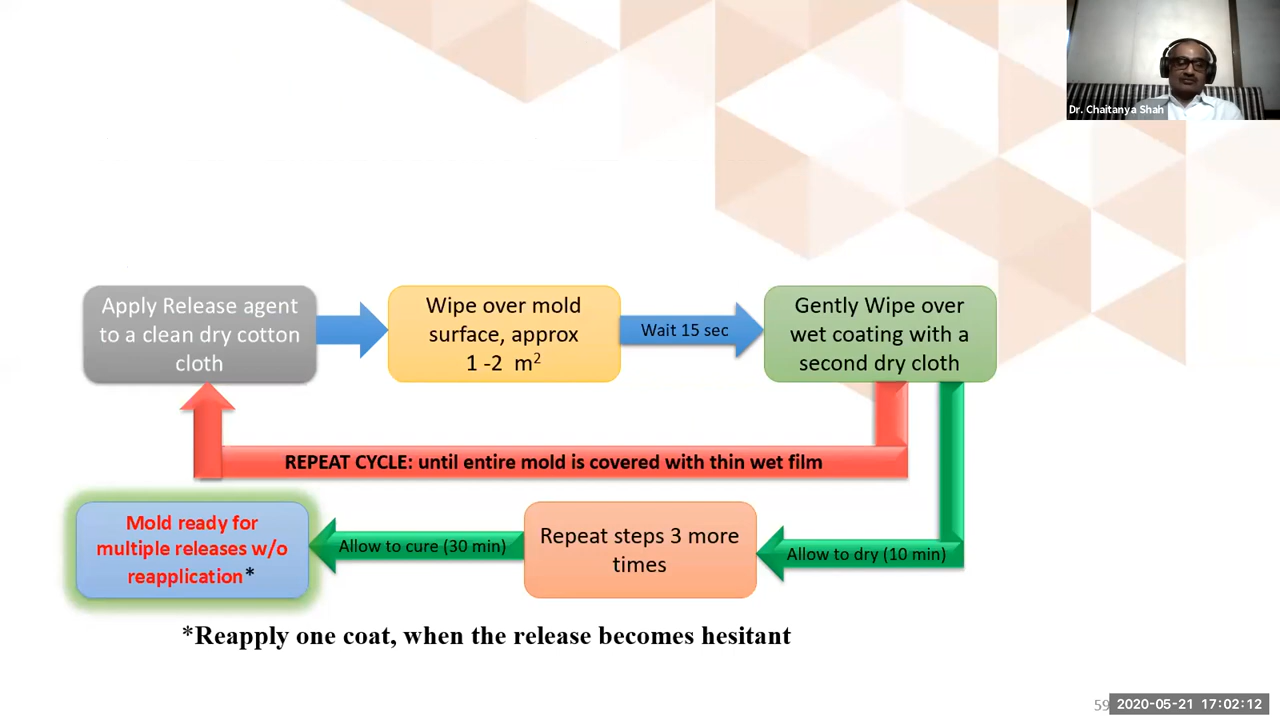 Dr. Chaitanya Shah
Apply Release agent
to a clean dry cotton
cloth
Wipe over mold
surface, approx
1 -2 m²
Wait 15 sec
Gently Wipe over
wet coating with a
second dry cloth
REPEAT CYCLE: until entire mold is covered with thin wet film
Mold ready for
multiple releases w/o
reapplication*
Allow to cure (30 min)
Repeat steps 3 more
times
Allow to dry (10 min)
*Reapply one coat, when the release becomes hesitant
59
2020-05-21 17:02:12